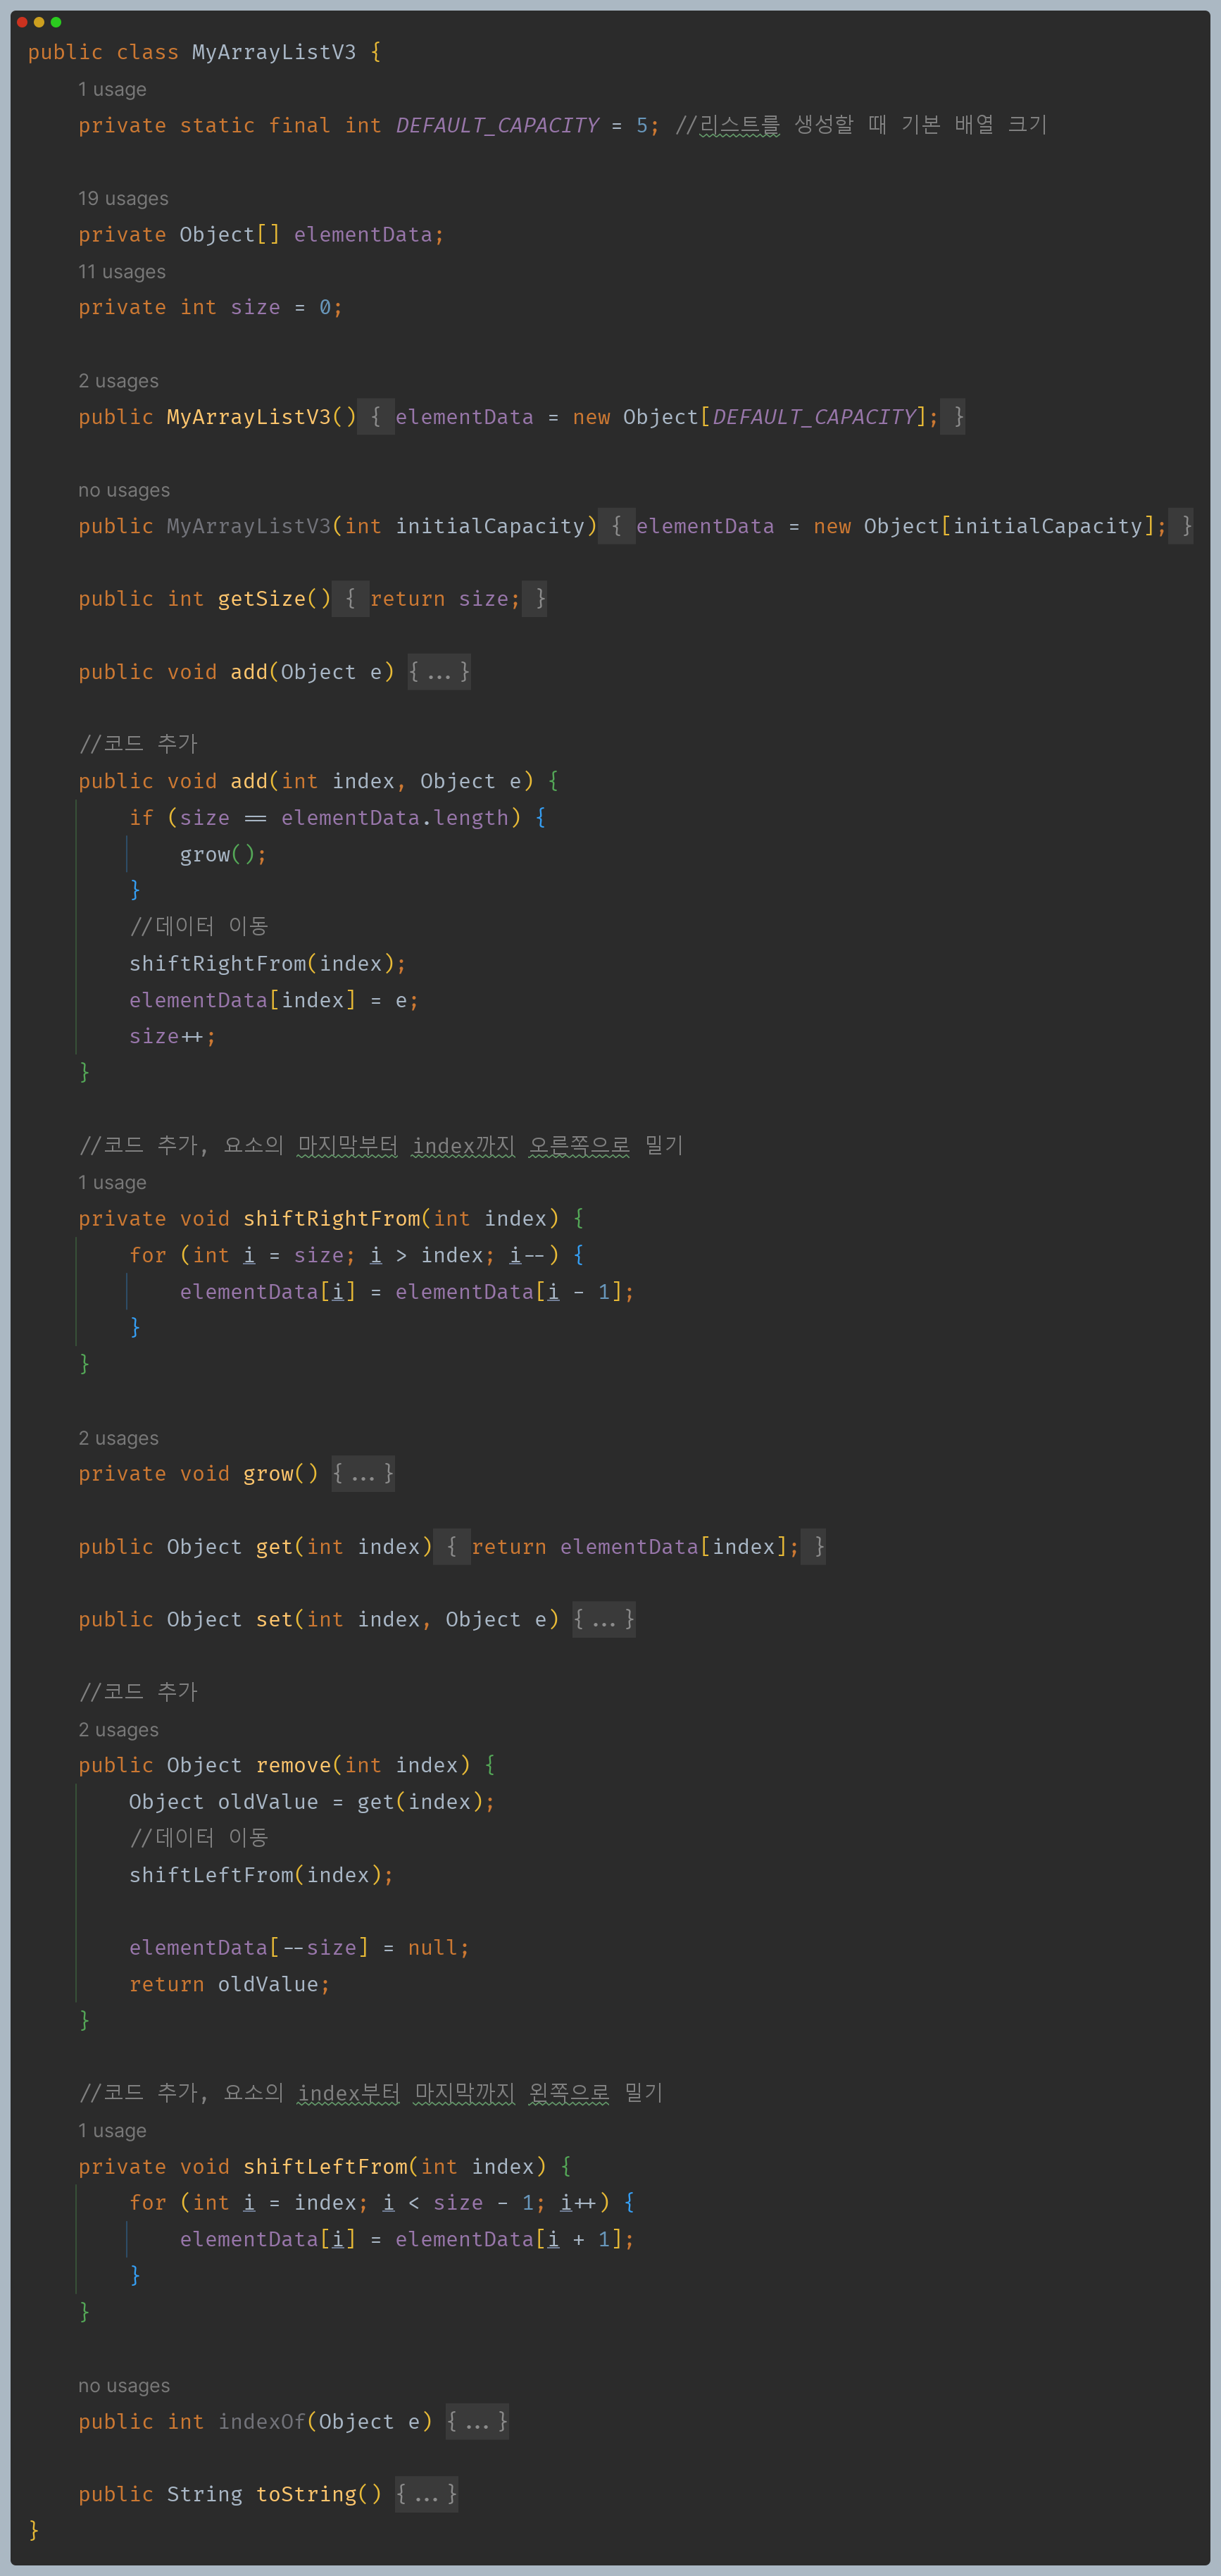 public class MyArrayListV3 {
1 usage
private static final int DEFAULT_CAPACITY = 5; //리스트를 생성할 때 기본 배열 크기
19 usages
private Object[] elementData;
11 usages
private int size = 0;
2 usages
public MyArrayListV3() { elementData = new Object[DEFAULT_CAPACITY]; }
no usages
public MyArrayListV3(int initialCapacity) { elementData = new Object[initialCapacity]; }
public int getSize() { return size; }
public void add(Object e) {...}
//코드 추가
public void add(int index, Object e) {
if (size == elementData.length) {
grow();
}
//데이터 이동
shiftRightFrom(index);
elementData[index] = e;
size++;
}
//코드 추가, 요소의 마지막부터 index까지 오른쪽으로 밀기
1 usage
private void shiftRightFrom(int index) {
for (int i = size; i > index; i--) {
elementData[i] = elementData[i - 1];
}
}
2 usages
private void grow() {...}
public Object get(int index) { return elementData[index]; }
public Object set(int index, Object e) {...}
//코드 추가
2 usages
public Object remove(int index) {
Object oldValue = get(index);
//데이터 이동
shiftLeftFrom(index);
elementData[--size] = null;
return oldValue;
}
//코드 추가, 요소의 index부터 마지막까지 왼쪽으로 밀기
1 usage
private void shiftLeftFrom(int index) {
for (int i = index; i < size - 1; i++) {
elementData[i] = elementData[i + 1];
}
}
no usages
public int indexOf(Object e) {...}
public String toString() {...}
}